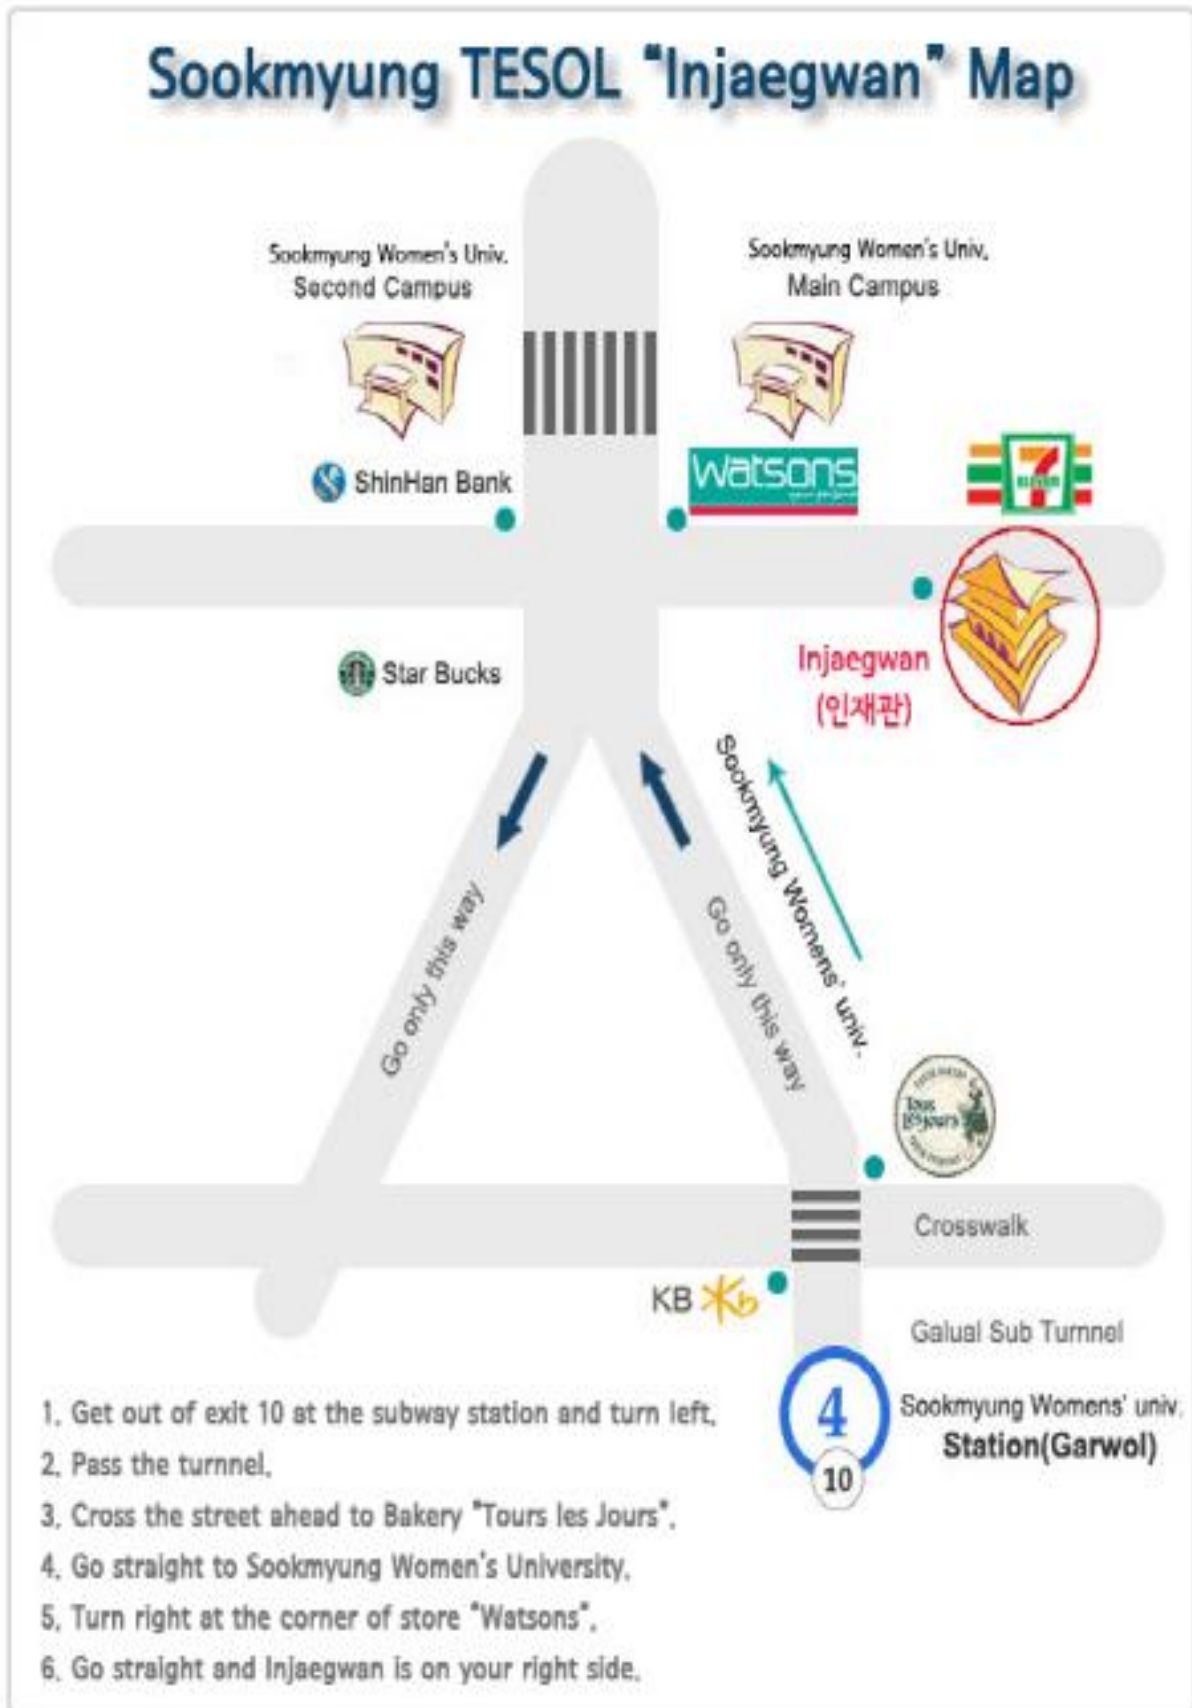 Sookmyung TESOL "Injaegwan" Map
Sookmyung Women's Univ.
Second Campus
Sookmyung Women's Univ.
Main Campus
ShinHan Bank
watsons
7
ELEVEN
Star Bucks
Injaegwan
(인재관)
Sookmyung Womens' univ.
Go only this way
Go only this way
Tous
Les Jours
Crosswalk
KB
Galual Sub Turnnel
4
10
Sookmyung Womens' univ.
Station(Garwol)
1. Get out of exit 10 at the subway station and turn left.
2. Pass the turnnel.
3. Cross the street ahead to Bakery "Tours les Jours".
4. Go straight to Sookmyung Women's University.
5. Turn right at the corner of store "Watsons".
6. Go straight and Injaegwan is on your right side.